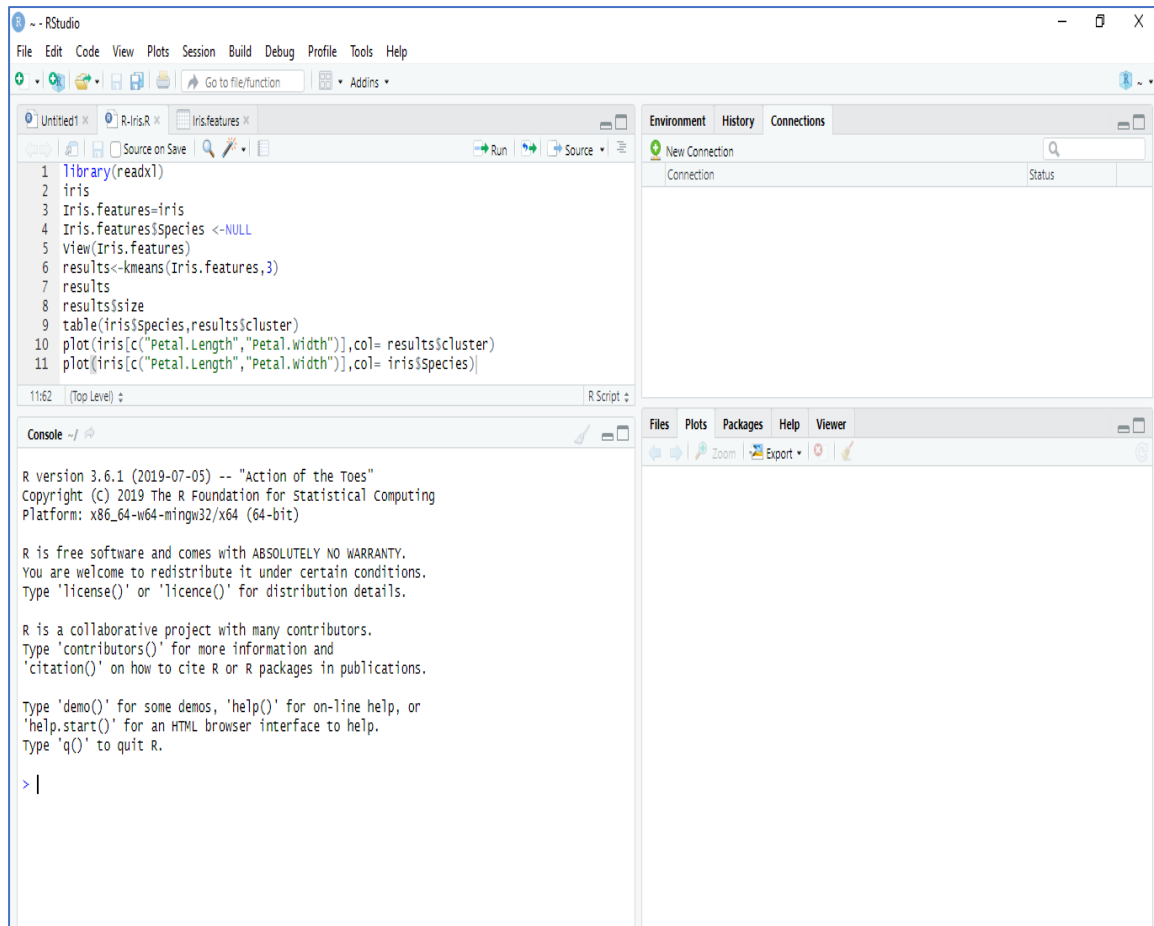 R ~ - RStudio
File Edit Code View Plots Session Build Debug Profile Tools Help
Go to file/function Addins R ~
Untitled1 × R-Iris.R × Iris.features ×
Source on Save Run Source
1 library(readxl)
2 iris
3 Iris.features=iris
4 Iris.features$Species <-NULL
5 View(Iris.features)
6 results<-kmeans(Iris.features,3)
7 results
8 results$size
9 table(iris$Species,results$cluster)
10 plot(iris[c("Petal.Length","Petal.Width")],col= results$cluster)
11 plot(iris[c("Petal.Length","Petal.Width")],col= iris$Species)
11:62 (Top Level) R Script
Console ~/
R version 3.6.1 (2019-07-05) -- "Action of the Toes"
Copyright (C) 2019 The R Foundation for Statistical Computing
Platform: x86_64-w64-mingw32/x64 (64-bit)
R is free software and comes with ABSOLUTELY NO WARRANTY.
You are welcome to redistribute it under certain conditions.
Type 'license()' or 'licence()' for distribution details.
R is a collaborative project with many contributors.
Type 'contributors()' for more information and
'citation()' on how to cite R or R packages in publications.
Type 'demo()' for some demos, 'help()' for on-line help, or
'help.start()' for an HTML browser interface to help.
Type 'q()' to quit R.
>
Environment History Connections
New Connection
Connection Status
Files Plots Packages Help Viewer
Zoom Export